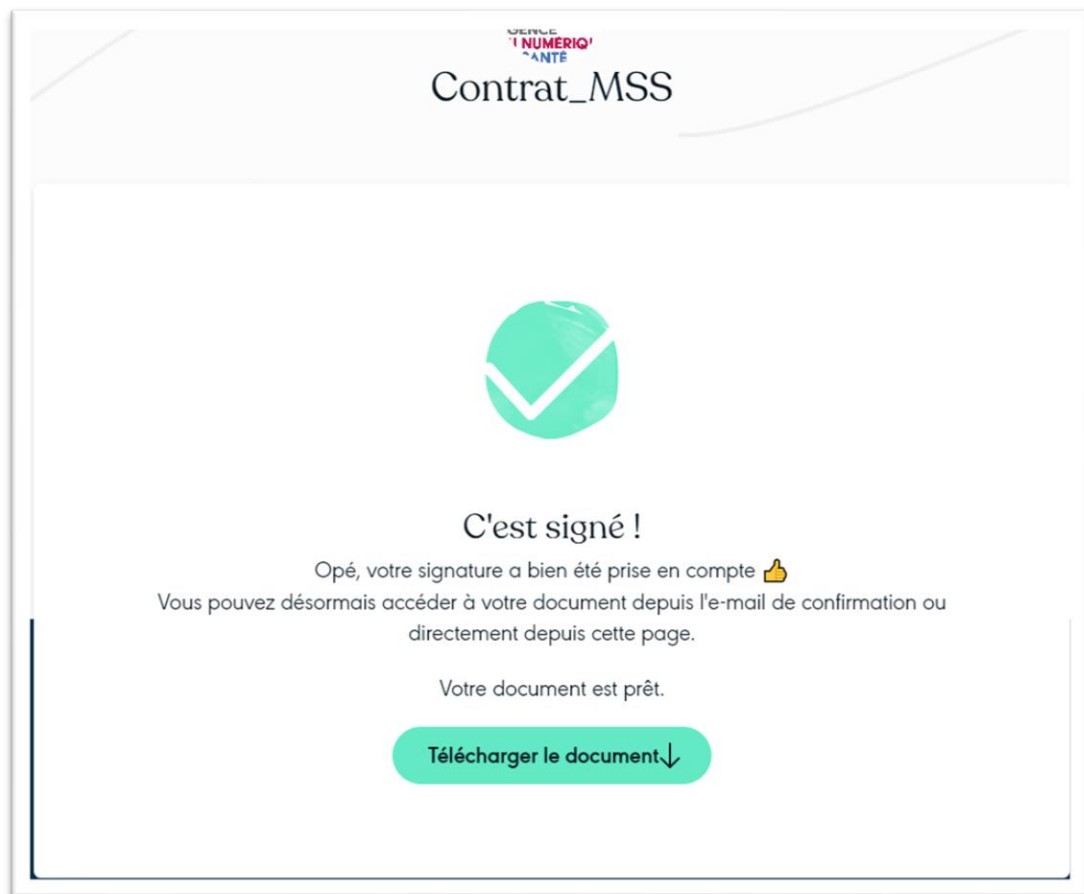 NUMÉRIQ
Contrat_MSS
C'est signé !
Opé, votre signature a bien été prise en compte 👍
Vous pouvez désormais accéder à votre document depuis l'e-mail de confirmation ou
directement depuis cette page.
Votre document est prêt.
Télécharger le document